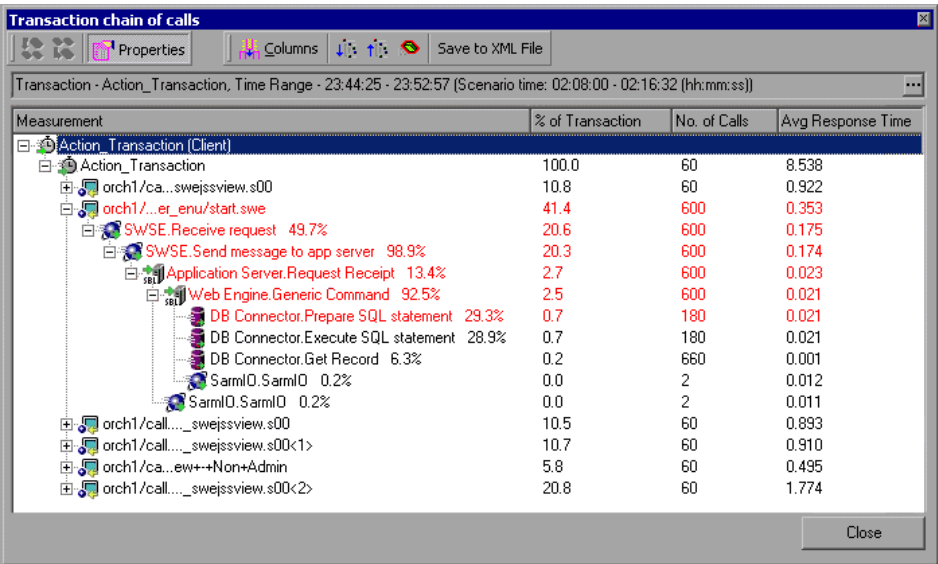 Transaction chain of calls
Properties Columns Save to XML File
Transaction - Action_Transaction, Time Range - 23:44:25 - 23:52:57 (Scenario time: 02:08:00 - 02:16:32 (hh:mm:ss)) ...
Measurement % of Transaction No. of Calls Avg Response Time
Action_Transaction (Client)
Action_Transaction 100.0 60 8.538
orch1/ca...swejssview.s00 10.8 60 0.922
orch1/...er_enu/start.swe 41.4 600 0.353
SWSE.Receive request 49.7% 20.6 600 0.175
SWSE.Send message to app server 98.9% 20.3 600 0.174
SBL Application Server.Request Receipt 13.4% 2.7 600 0.023
SBL Web Engine.Generic Command 92.5% 2.5 600 0.021
DB Connector.Prepare SQL statement 29.3% 0.7 180 0.021
DB Connector.Execute SQL statement 28.9% 0.7 180 0.021
DB Connector.Get Record 6.3% 0.2 660 0.001
SarmIO.SarmIO 0.2% 0.0 2 0.012
SarmIO.SarmIO 0.2% 0.0 2 0.011
orch1/call...._swejssview.s00 10.5 60 0.893
orch1/call...._swejssview.s00<1> 10.7 60 0.910
orch1/ca...ew+-+Non+Admin 5.8 60 0.495
orch1/call...._swejssview.s00<2> 20.8 60 1.774
Close